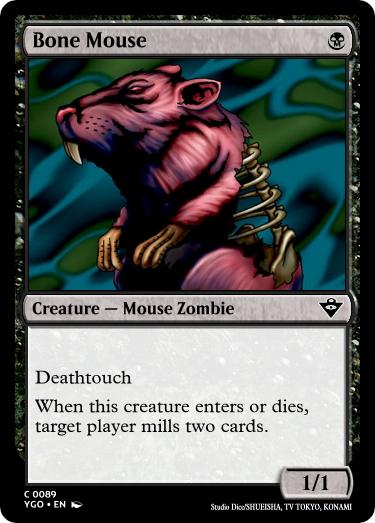 Bone Mouse
Creature — Mouse Zombie
Deathtouch
When this creature enters or dies,
target player mills two cards.
1/1
C 0089
YGO • EN
Studio Dice/SHUEISHA, TV TOKYO, KONAMI